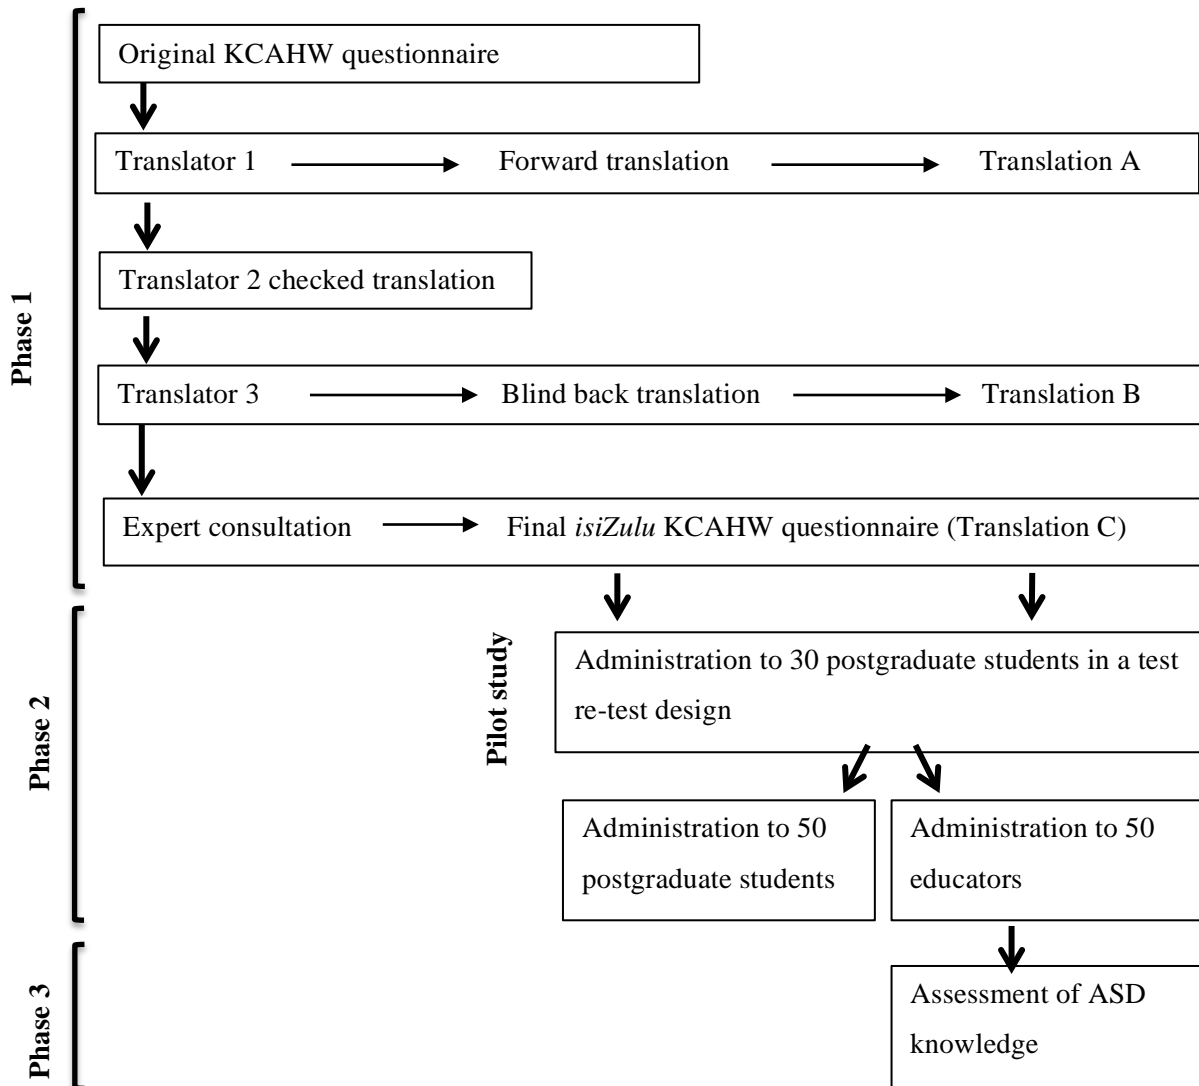 Phase 1
Original KCAHW questionnaire
Translator 1 Forward translation Translation A
Translator 2 checked translation
Translator 3 Blind back translation Translation B
Expert consultation Final isiZulu KCAHW questionnaire (Translation C)
Phase 2
Pilot study
Administration to 30 postgraduate students in a test
re-test design
Administration to 50
postgraduate students
Administration to 50
educators
Phase 3
Assessment of ASD
knowledge